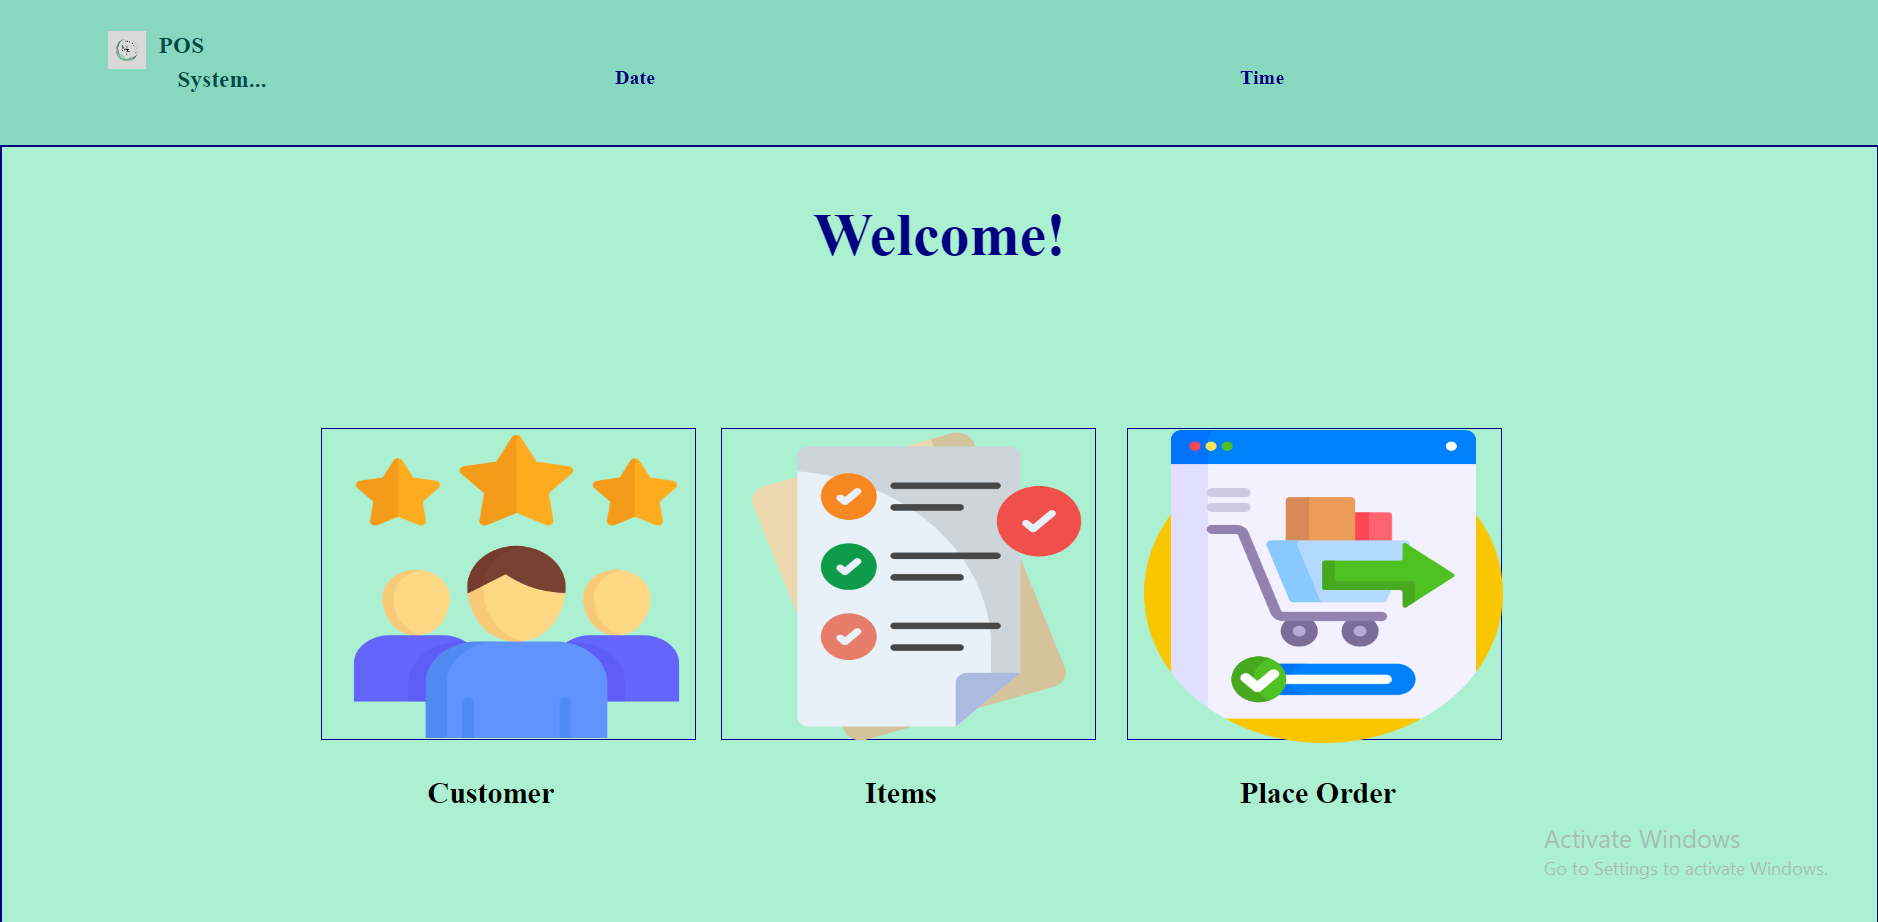 POS
System...
Date
Time
Welcome!
Customer
Items
Place Order
Activate Windows
Go to Settings to activate Windows.